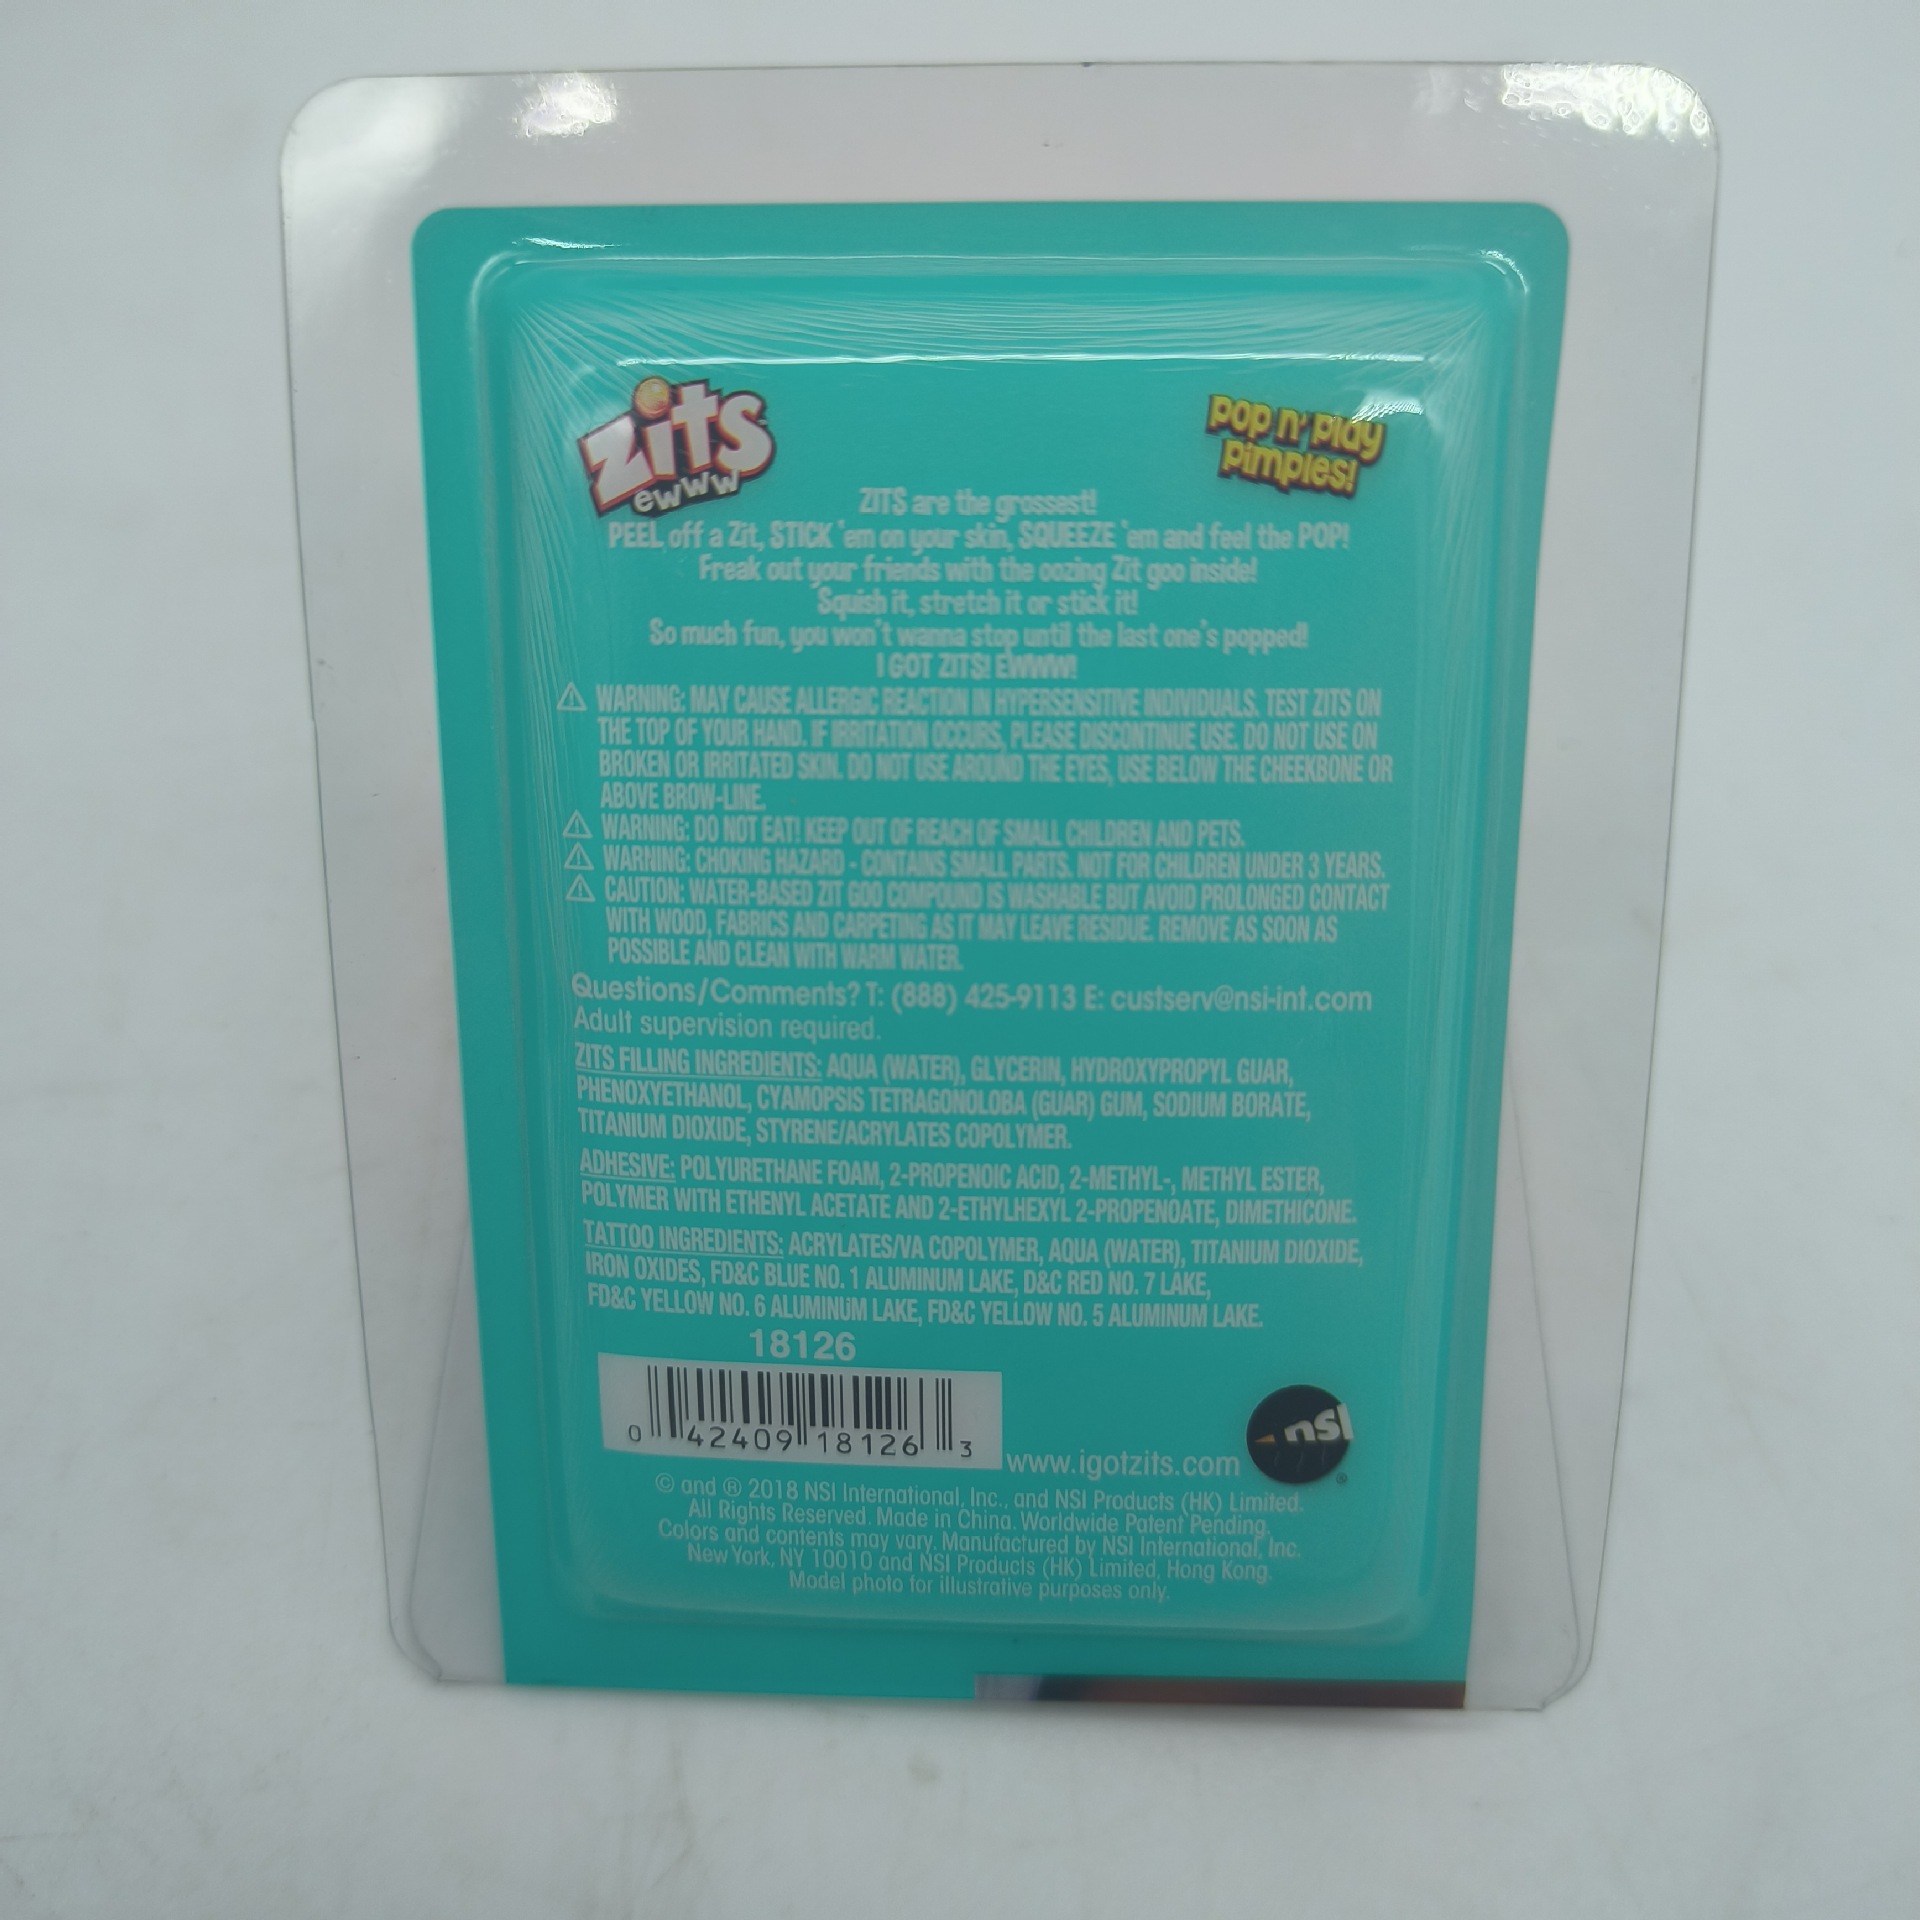 ZiTS™
ewww
POP n' PLAY
PIMPLES!
ZITS are the grossest!
PEEL off a Zit, STICK 'em on your skin, SQUEEZE 'em and feel the POP!
Freak out your friends with the oozing Zit goo inside!
Squish it, stretch it or stick it!
So much fun, you won't wanna stop until the last one's popped!
I GOT ZITS! EWWW!
⚠ WARNING: MAY CAUSE ALLERGIC REACTION IN HYPERSENSITIVE INDIVIDUALS. TEST ZITS ON
THE TOP OF YOUR HAND. IF IRRITATION OCCURS, PLEASE DISCONTINUE USE. DO NOT USE ON
BROKEN OR IRRITATED SKIN. DO NOT USE AROUND THE EYES, USE BELOW THE CHEEKBONE OR
ABOVE BROW-LINE.
⚠ WARNING: DO NOT EAT! KEEP OUT OF REACH OF SMALL CHILDREN AND PETS.
⚠ WARNING: CHOKING HAZARD - CONTAINS SMALL PARTS. NOT FOR CHILDREN UNDER 3 YEARS.
⚠ CAUTION: WATER-BASED ZIT GOO COMPOUND IS WASHABLE BUT AVOID PROLONGED CONTACT
WITH WOOD, FABRICS AND CARPETING AS IT MAY LEAVE RESIDUE. REMOVE AS SOON AS
POSSIBLE AND CLEAN WITH WARM WATER.
Questions/Comments? T: (888) 425-9113 E: custserv@nsi-int.com
Adult supervision required.
ZITS FILLING INGREDIENTS: AQUA (WATER), GLYCERIN, HYDROXYPROPYL GUAR,
PHENOXYETHANOL, CYAMOPSIS TETRAGONOLOBA (GUAR) GUM, SODIUM BORATE,
TITANIUM DIOXIDE, STYRENE/ACRYLATES COPOLYMER.
ADHESIVE: POLYURETHANE FOAM, 2-PROPENOIC ACID, 2-METHYL-, METHYL ESTER,
POLYMER WITH ETHENYL ACETATE AND 2-ETHYLHEXYL 2-PROPENOATE, DIMETHICONE.
TATTOO INGREDIENTS: ACRYLATES/VA COPOLYMER, AQUA (WATER), TITANIUM DIOXIDE,
IRON OXIDES, FD&C BLUE NO. 1 ALUMINUM LAKE, D&C RED NO. 7 LAKE,
FD&C YELLOW NO. 6 ALUMINUM LAKE, FD&C YELLOW NO. 5 ALUMINUM LAKE.
18126
0 42409 18126 3
www.igotzits.com
nsi®
© and ® 2018 NSI International, Inc., and NSI Products (HK) Limited.
All Rights Reserved. Made in China. Worldwide Patent Pending.
Colors and contents may vary. Manufactured by NSI International, Inc.
New York, NY 10010 and NSI Products (HK) Limited, Hong Kong.
Model photo for illustrative purposes only.